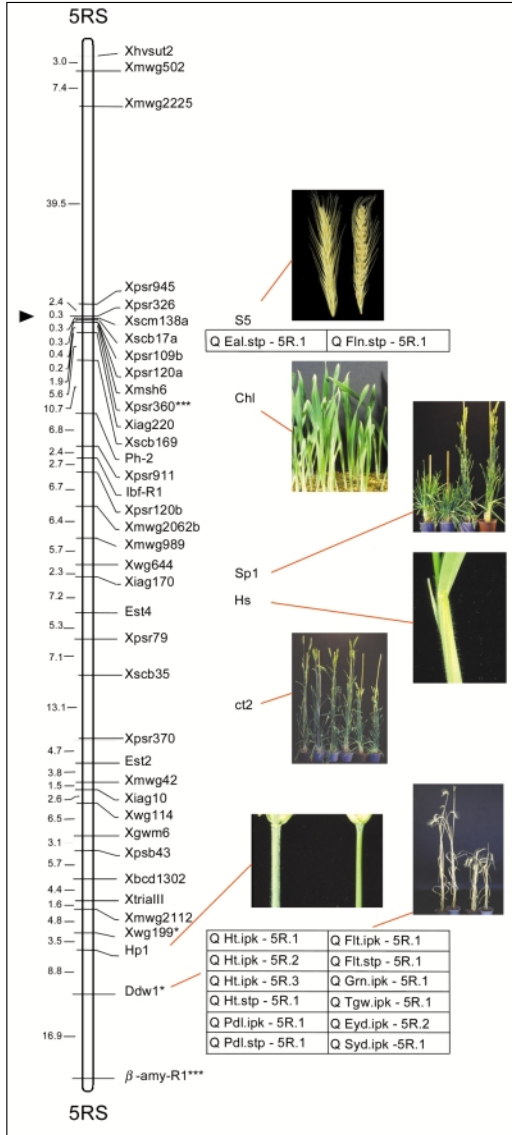 5RS
Xhvsut2
3.0
Xmwg502
7.4
Xmwg2225
39.5
Xpsr945
2.4
Xpsr326
0.3
Xscm138a
0.3
Xscb17a
0.3
Xpsr109b
0.4
Xpsr120a
0.2
Xmsh6
1.9
Xpsr360***
5.6
Xiag220
10.7
Xscb169
6.8
Ph-2
2.4
Xpsr911
2.7
Ibf-R1
6.7
Xpsr120b
6.4
Xmwg2062b
Xmwg989
5.7
Xwg644
2.3
Xiag170
7.2
Est4
5.3
Xpsr79
7.1
Xscb35
13.1
Xpsr370
4.7
Est2
3.8
Xmwg42
1.5
Xiag10
2.6
Xwg114
6.5
Xgwm6
3.1
Xpsb43
5.7
Xbcd1302
4.4
XtriaIII
1.6
Xmwg2112
4.8
Xwg199*
3.5
Hp1
8.8
Ddw1*
16.9
β-amy-R1***
5RS
S5
Q Eal.stp - 5R.1 Q Fln.stp - 5R.1
Chl
Sp1
Hs
ct2
Q Ht.ipk - 5R.1 Q Flt.ipk - 5R.1
Q Ht.ipk - 5R.2 Q Flt.stp - 5R.1
Q Ht.ipk - 5R.3 Q Grn.ipk - 5R.1
Q Ht.stp - 5R.1 Q Tgw.ipk - 5R.1
Q Pdl.ipk - 5R.1 Q Eyd.ipk - 5R.2
Q Pdl.stp - 5R.1 Q Syd.ipk -5R.1